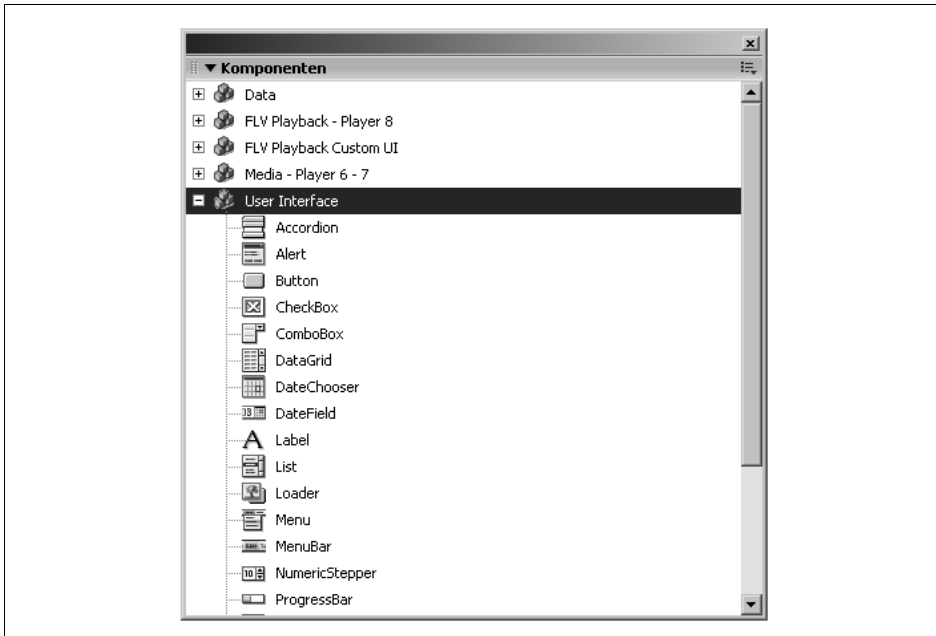 Komponenten
Data
FLV Playback - Player 8
FLV Playback Custom UI
Media - Player 6 - 7
User Interface
Accordion
Alert
Button
CheckBox
ComboBox
DataGrid
DateChooser
DateField
Label
List
Loader
Menu
MenuBar
NumericStepper
ProgressBar